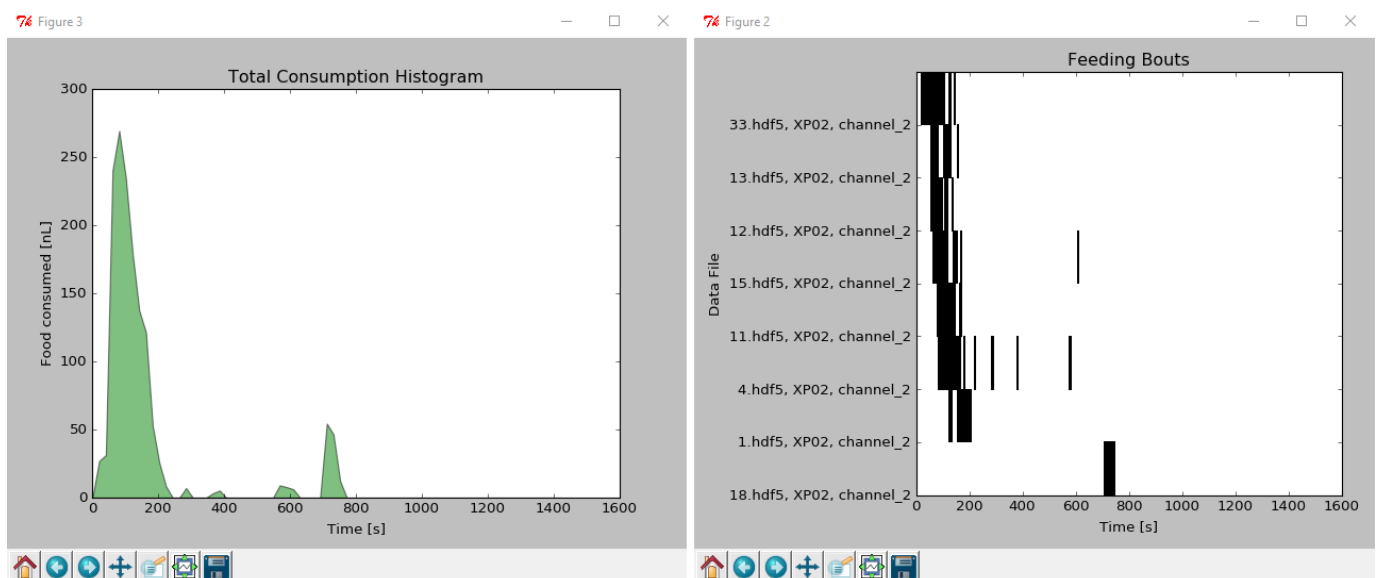 Figure 3
Total Consumption Histogram
Food consumed [nL]
300
250
200
150
100
50
0
0 200 400 600 800 1000 1200 1400 1600
Time [s]
Figure 2
Feeding Bouts
Data File
33.hdf5, XP02, channel_2
13.hdf5, XP02, channel_2
12.hdf5, XP02, channel_2
15.hdf5, XP02, channel_2
11.hdf5, XP02, channel_2
4.hdf5, XP02, channel_2
1.hdf5, XP02, channel_2
18.hdf5, XP02, channel_2
0 200 400 600 800 1000 1200 1400 1600
Time [s]